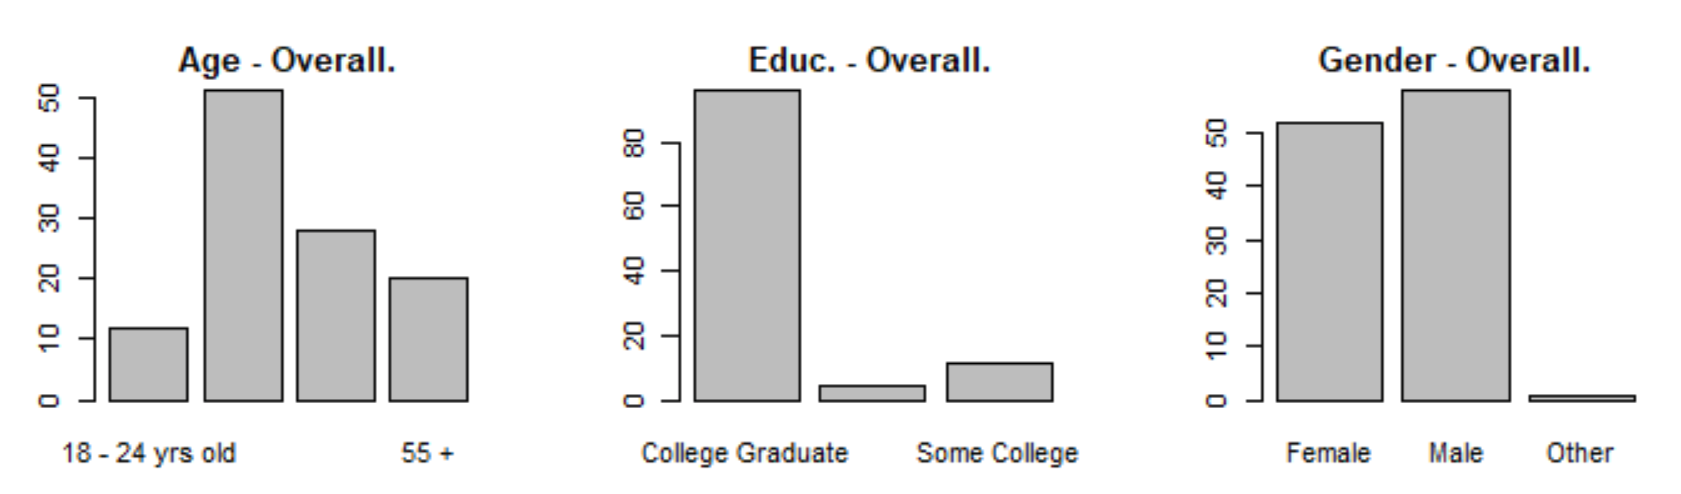 Age - Overall.
50
40
30
20
10
0
18 - 24 yrs old
55 +
Educ. - Overall.
80
60
40
20
0
College Graduate
Some College
Gender - Overall.
50
40
30
20
10
0
Female
Male
Other